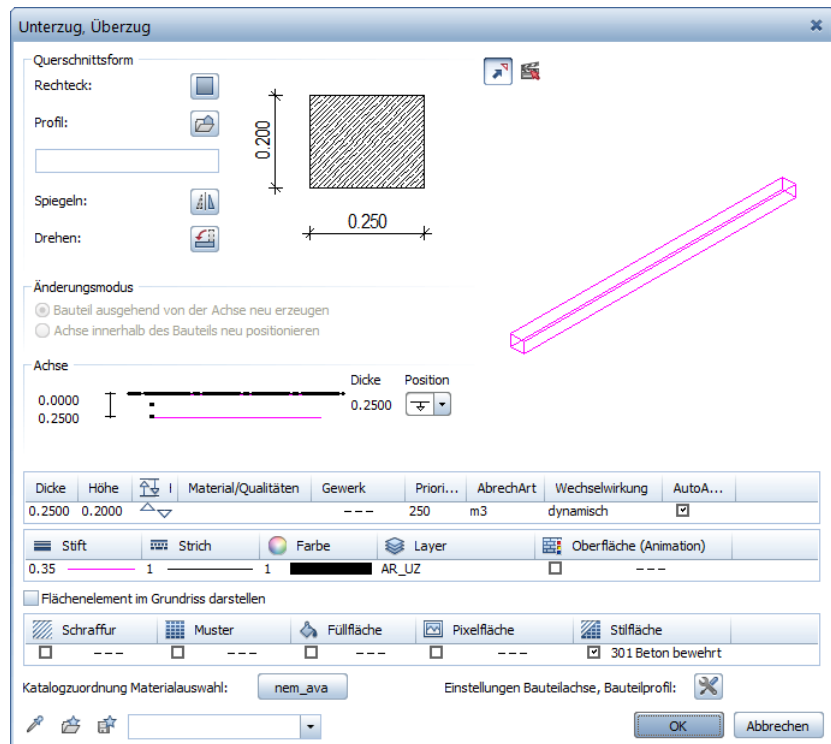 Unterzug, Überzug
Querschnittsform
Rechteck:
Profil:
Spiegeln:
Drehen:
0.200
0.250
Änderungsmodus
Bauteil ausgehend von der Achse neu erzeugen
Achse innerhalb des Bauteils neu positionieren
Achse
Dicke Position
0.0000
0.2500
0.2500
Dicke Höhe I Material/Qualitäten Gewerk Priori... AbrechArt Wechselwirkung AutoA...
0.2500 0.2000 --- 250 m3 dynamisch
Stift Strich Farbe Layer Oberfläche (Animation)
0.35 1 1 AR_UZ ---
Flächenelement im Grundriss darstellen
Schraffur Muster Füllfläche Pixelfläche Stilfläche
--- --- --- --- 301 Beton bewehrt
Katalogzuordnung Materialauswahl: nem_ava Einstellungen Bauteilachse, Bauteilprofil:
OK Abbrechen